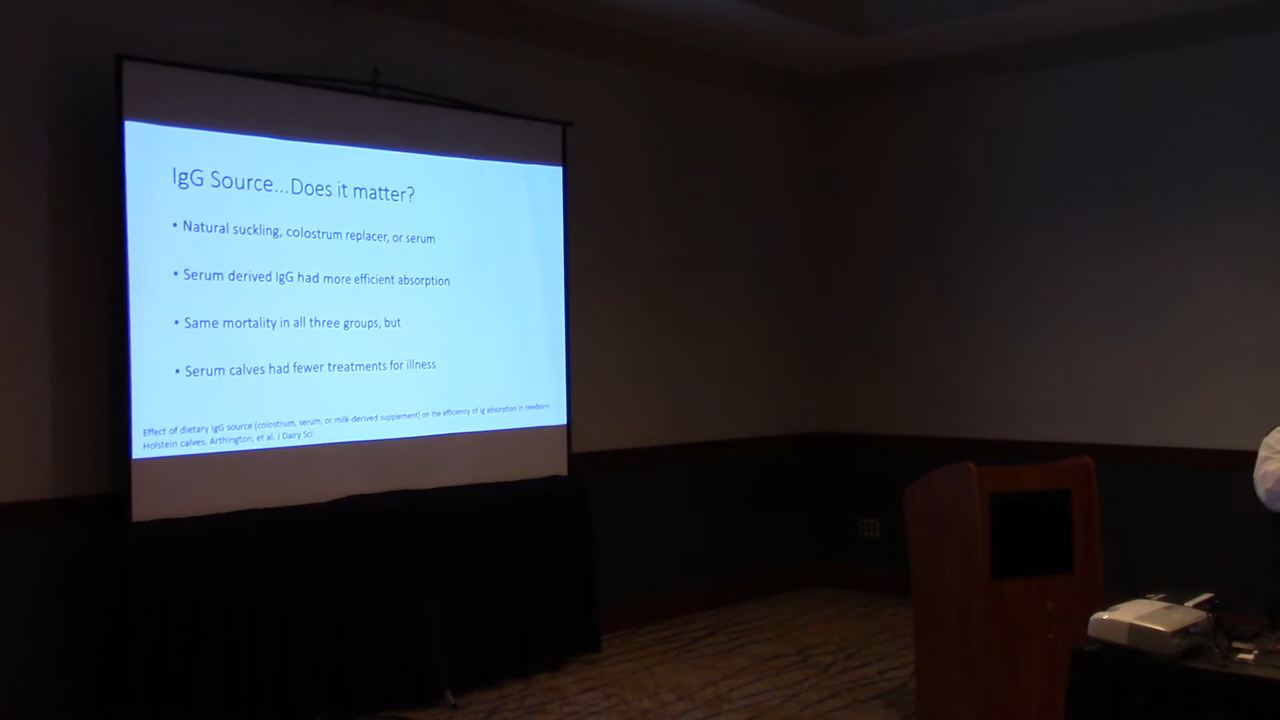 IgG Source...Does it matter?
• Natural suckling, colostrum replacer, or serum
• Serum derived IgG had more efficient absorption
• Same mortality in all three groups, but
• Serum calves had fewer treatments for illness
Effect of dietary IgG source (colostrum, serum, or milk-derived supplement) on the efficiency of Ig absorption in newborn
Holstein calves. Arthington, et al. J Dairy Sci